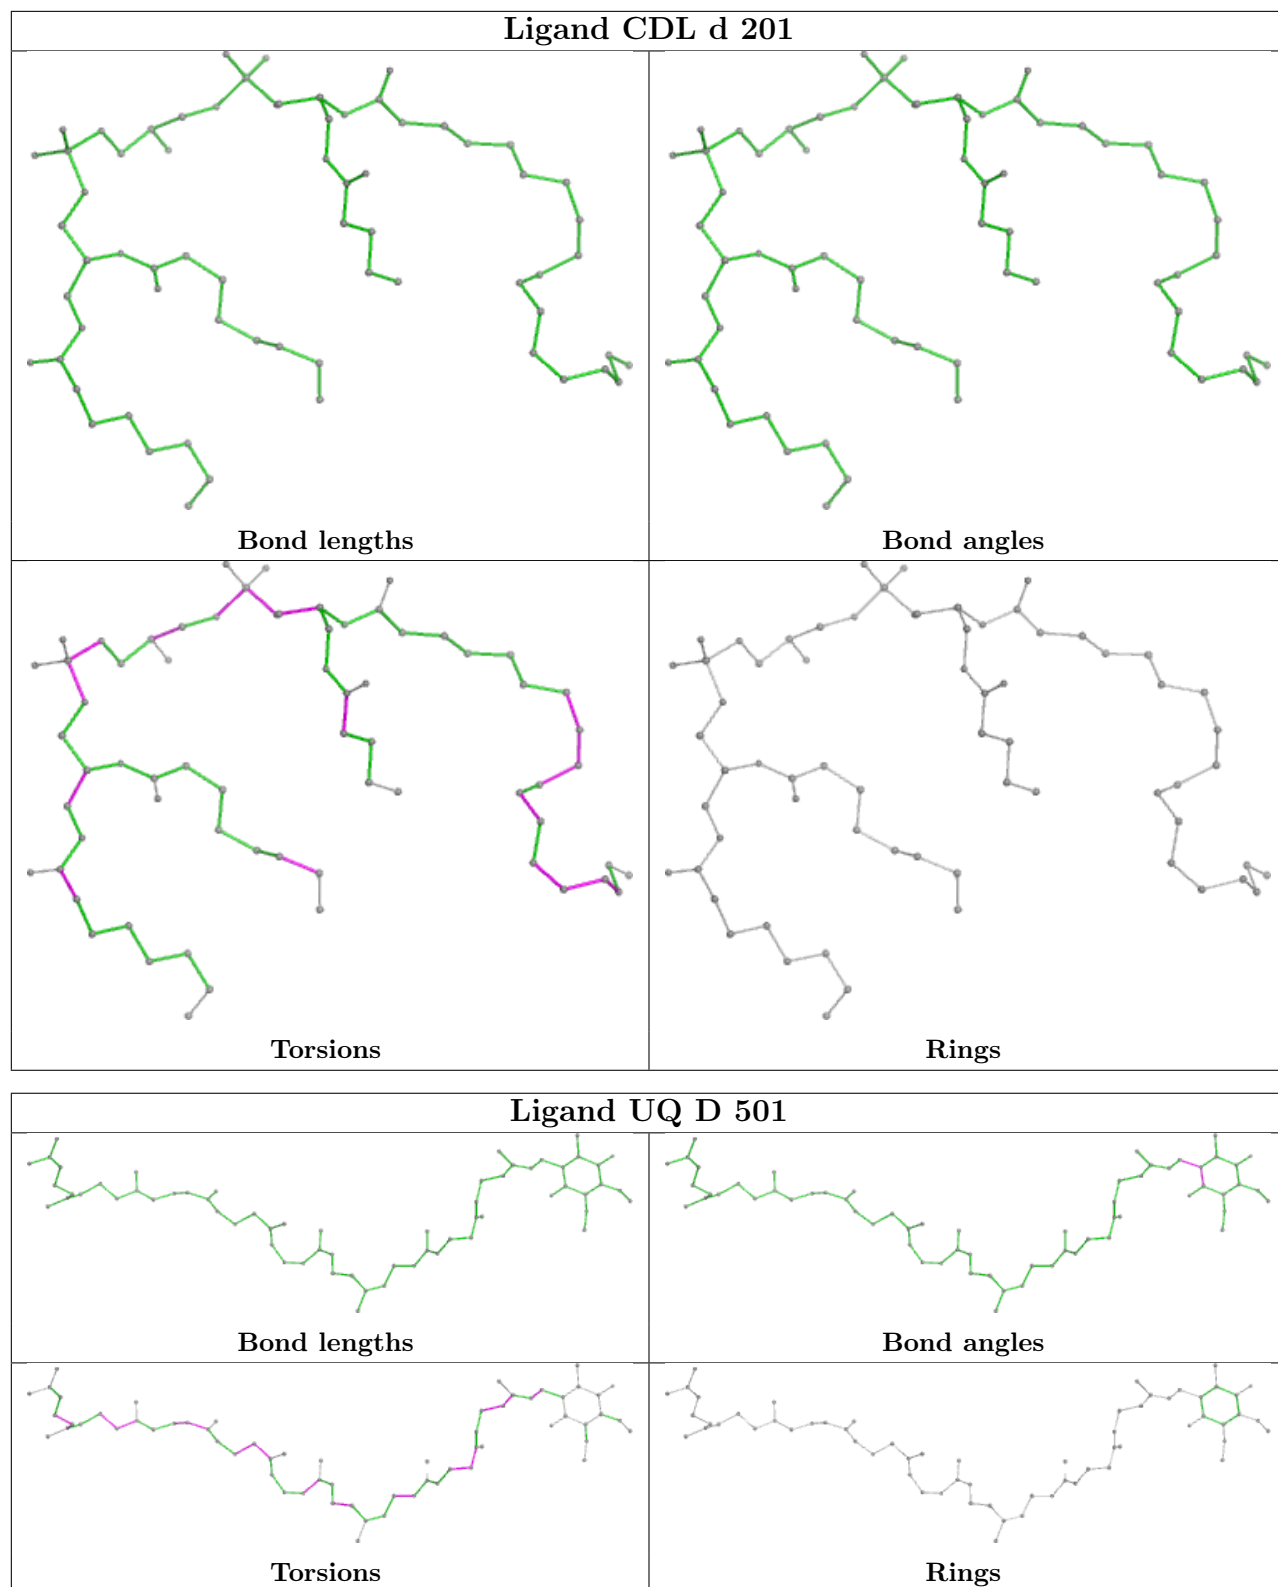 Ligand CDL d 201
Bond lengths
Bond angles
Torsions
Rings
Ligand UQ D 501
Bond lengths
Bond angles
Torsions
Rings